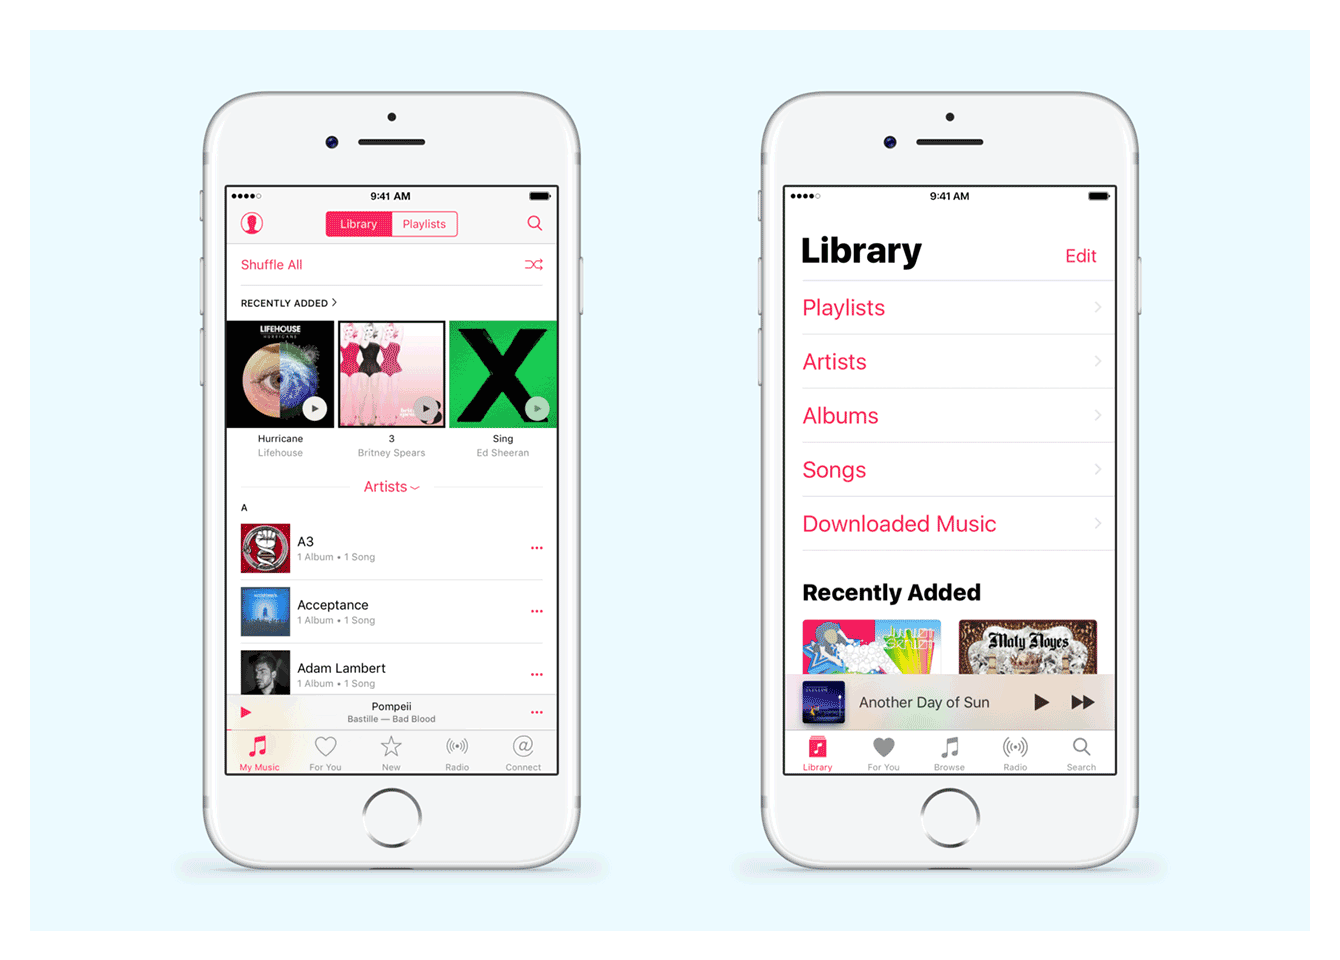 9:41 AM
Library
Playlists
Shuffle All
RECENTLY ADDED
LIFEHOUSE
HURRICANE
Hurricane
Lifehouse
3
Britney Spears
Sing
Ed Sheeran
Artists
A
A3
1 Album • 1 Song
Acceptance
1 Album • 1 Song
Adam Lambert
1 Album • 1 Song
Pompeii
Bastille — Bad Blood
My Music
For You
New
Radio
Connect
9:41 AM
Library
Edit
Playlists
Artists
Albums
Songs
Downloaded Music
Recently Added
Maty Noyes
Another Day of Sun
Library
For You
Browse
Radio
Search